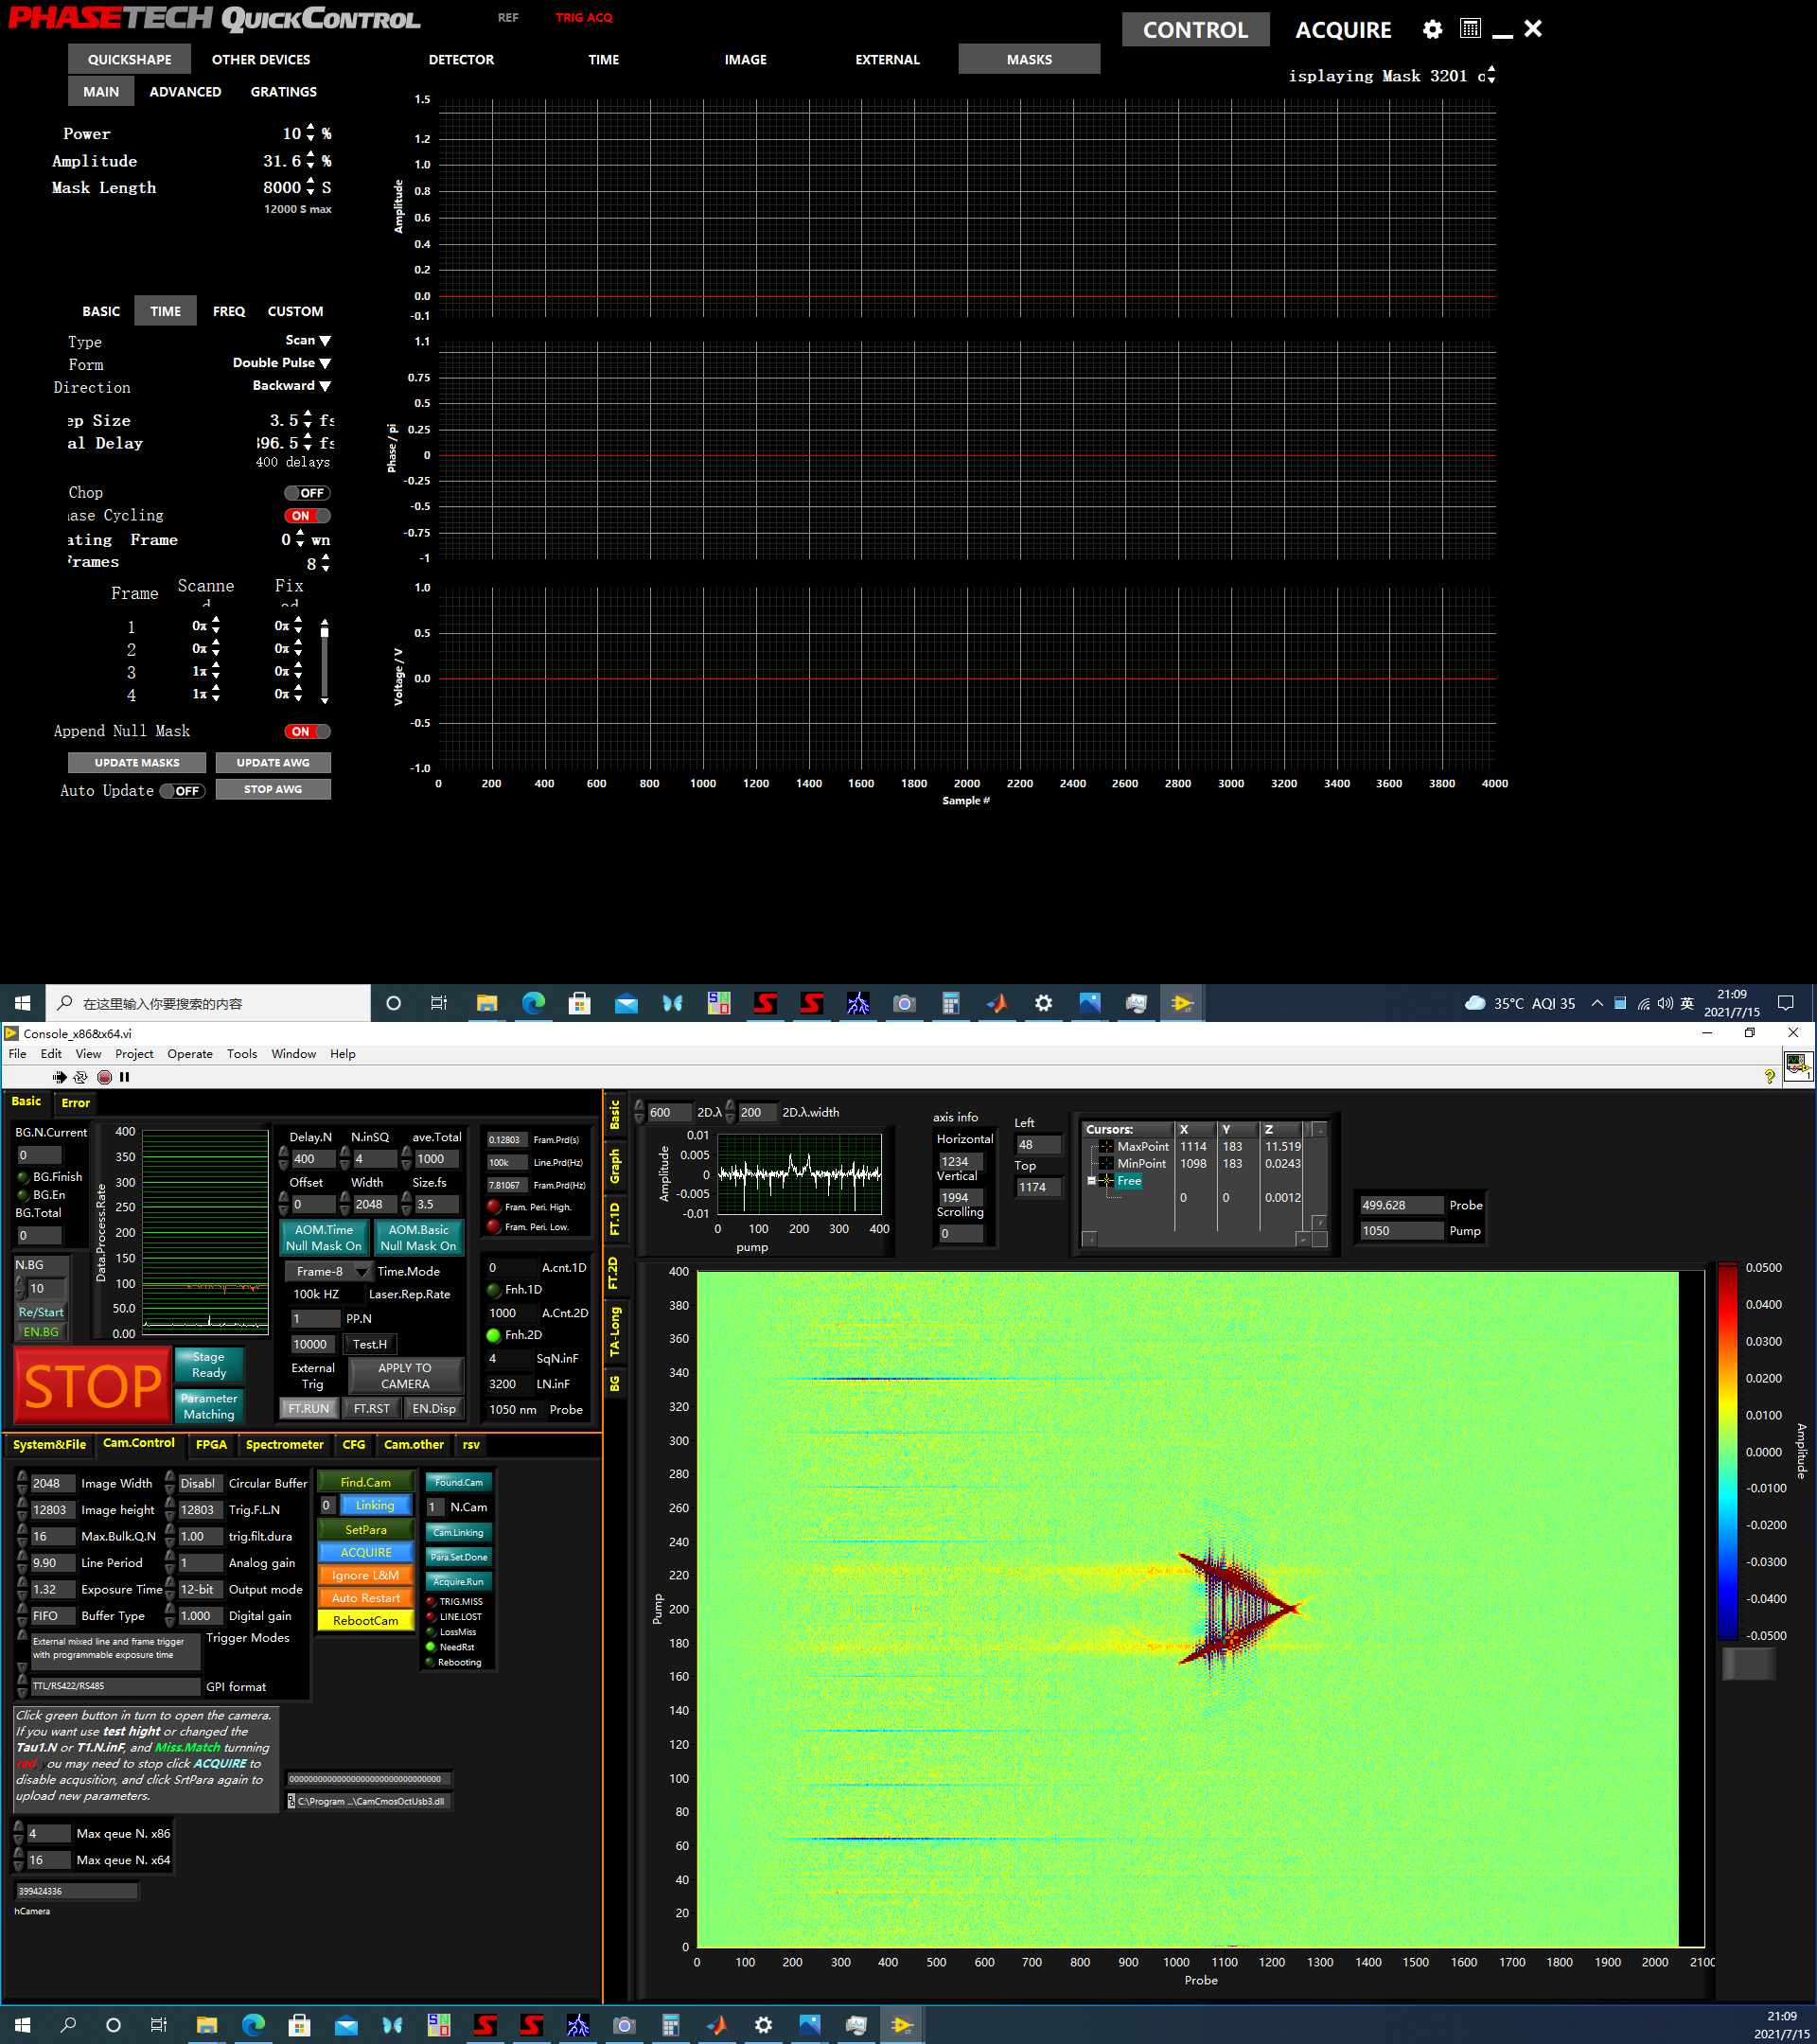 PHASETECH QUICKCONTROL
REF
TRIG ACQ
CONTROL
ACQUIRE
QUICKSHAPE
OTHER DEVICES
DETECTOR
TIME
IMAGE
EXTERNAL
MASKS
MAIN
ADVANCED
GRATINGS
isplaying Mask 3201 o
Power 10 %
Amplitude 31.6 %
Mask Length 8000 S
12000 S max
BASIC
TIME
FREQ
CUSTOM
Type Scan
Form Double Pulse
Direction Backward
ep Size 3.5 fs
al Delay 396.5 fs
400 delays
Chop OFF
ase Cycling ON
ating Frame 0 wn
Frames 8
Frame Scanne Fix
d ed
1 0π 0π
2 0π 0π
3 1π 0π
4 1π 0π
Append Null Mask ON
UPDATE MASKS UPDATE AWG
Auto Update OFF STOP AWG
Amplitude
1.5
1.2
1.0
0.8
0.6
0.4
0.2
0.0
-0.1
Phase / pi
1.1
0.75
0.5
0.25
0
-0.25
-0.5
-0.75
-1
Voltage / V
1.0
0.5
0.0
-0.5
-1.0
0 200 400 600 800 1000 1200 1400 1600 1800 2000 2200 2400 2600 2800 3000 3200 3400 3600 3800 4000
Sample #
在这里输入你要搜索的内容
35°C AQI 35
英
21:09
2021/7/15
Console_x86&x64.vi
File Edit View Project Operate Tools Window Help
Basic
Error
BG.N.Current
0
BG.Finish
BG.En
BG.Total
0
N.BG
10
Re/Start
EN.BG
Data.Process.Rate
400
350
300
250
200
150
100
50.0
0.00
STOP
Stage
Ready
Parameter
Matching
Delay.N N.inSQ ave.Total
400 4 1000
Offset Width Size.fs
0 2048 3.5
AOM.Time
Null Mask On
AOM.Basic
Null Mask On
Frame-8 Time.Mode
100k HZ Laser.Rep.Rate
1 PP.N
10000 Test.H
External
Trig
APPLY TO
CAMERA
FT.RUN FT.RST EN.Disp
0.12803 Fram.Prd(s)
100k Line.Prd(Hz)
7.81067 Fram.Prd(Hz)
Fram. Peri. High.
Fram. Peri. Low.
0 A.cnt.1D
Fnh.1D
1000 A.Cnt.2D
Fnh.2D
4 SqN.inF
3200 LN.inF
1050 nm Probe
System&File
Cam.Control
FPGA
Spectrometer
CFG
Cam.other
rsv
2048 Image Width
12803 Image height
16 Max.Bulk.Q.N
9.90 Line Period
1.32 Exposure Time
FIFO Buffer Type
Disabl Circular Buffer
12803 Trig.F.L.N
1.00 trig.filt.dura
1 Analog gain
12-bit Output mode
1.000 Digital gain
External mixed line and frame trigger
with programmable exposure time
Trigger Modes
TTL/RS422/RS485 GPI format
Find.Cam
0 Linking
SetPara
ACQUIRE
Ignore L&M
Auto Restart
RebootCam
Found.Cam
1 N.Cam
Cam.Linking
Para.Set.Done
Acquire.Run
TRIG.MISS
LINE.LOST
LossMiss
NeedRst
Rebooting
Click green button in turn to open the camera.
If you want use test hight or changed the
Tau1.N or T1.N.inF, and Miss.Match turnning
red, you may need to stop click ACQUIRE to
disable acqusition, and click SrtPara again to
upload new parameters.
C:\Program ...\CamCmosOctUsb3.dll
4 Max qeue N. x86
16 Max qeue N. x64
399424336
hCamera
Basic
Graph
FT.1D
FT.2D
TA-Long
BG
600 2D.λ 200 2D.λ.width
Amplitude
0.01
0.005
0
-0.005
-0.01
0 100 200 300 400
pump
axis info
Horizontal
1234
Vertical
1994
Scrolling
0
Left
48
Top
1174
Cursors: X Y Z
MaxPoint 1114 183 11.519
MinPoint 1098 183 0.0243
Free
0 0 0.0012
499.628 Probe
1050 Pump
Pump
400
380
360
340
320
300
280
260
240
220
200
180
160
140
120
100
80
60
40
20
0
0 100 200 300 400 500 600 700 800 900 1000 1100 1200 1300 1400 1500 1600 1700 1800 1900 2000 2100
Probe
0.0500
0.0400
0.0300
0.0200
0.0100
0.0000
-0.0100
-0.0200
-0.0300
-0.0400
-0.0500
Amplitude
21:09
2021/7/15